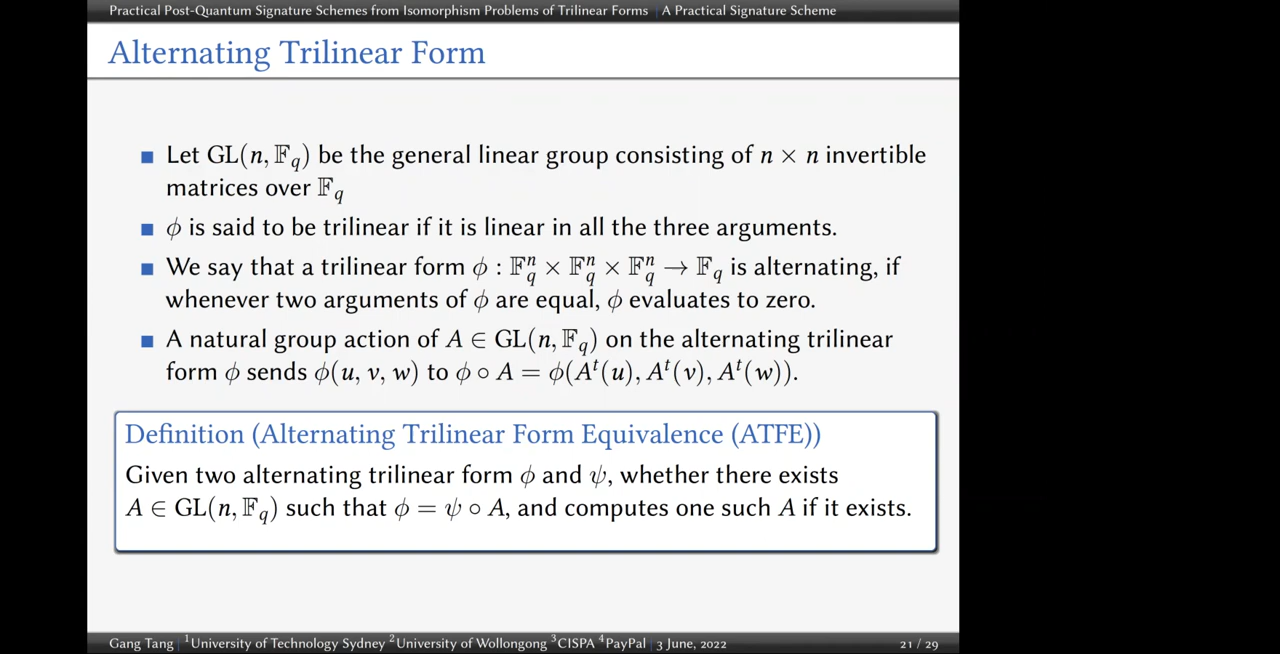 Practical Post-Quantum Signature Schemes from Isomorphism Problems of Trilinear Forms | A Practical Signature Scheme
Alternating Trilinear Form
Let GL(n, 𝔽_q) be the general linear group consisting of n × n invertible
matrices over 𝔽_q
ϕ is said to be trilinear if it is linear in all the three arguments.
We say that a trilinear form ϕ : 𝔽_q^n × 𝔽_q^n × 𝔽_q^n → 𝔽_q is alternating, if
whenever two arguments of ϕ are equal, ϕ evaluates to zero.
A natural group action of A ∈ GL(n, 𝔽_q) on the alternating trilinear
form ϕ sends ϕ(u, v, w) to ϕ ∘ A = ϕ(A^t(u), A^t(v), A^t(w)).
Definition (Alternating Trilinear Form Equivalence (ATFE))
Given two alternating trilinear form ϕ and ψ, whether there exists
A ∈ GL(n, 𝔽_q) such that ϕ = ψ ∘ A, and computes one such A if it exists.
Gang Tang | ¹University of Technology Sydney ²University of Wollongong ³CISPA ⁴PayPal | 3 June, 2022 21 / 29